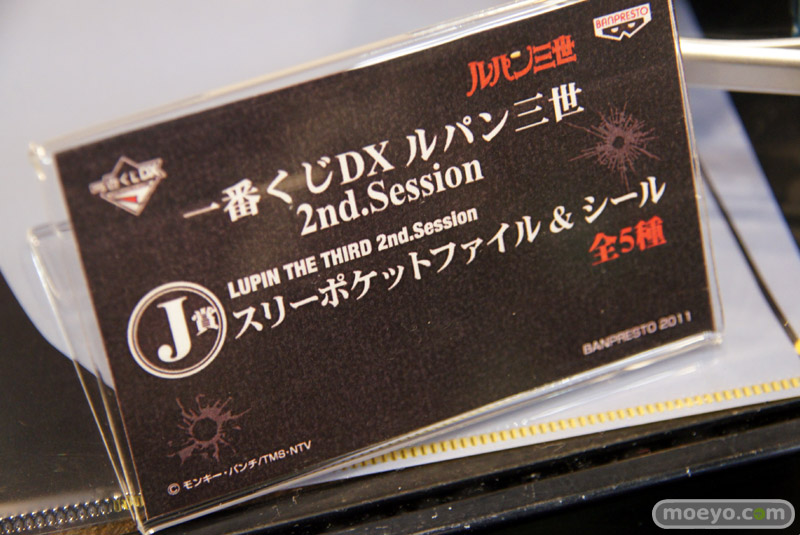 BANPRESTO
ルパン三世
一番くじDX
一番くじDX ルパン三世
2nd.Session
LUPIN THE THIRD 2nd.Session
J賞
スリーポケットファイル & シール
全5種
BANPRESTO 2011
© モンキー・パンチ/TMS・NTV
moeyo.com